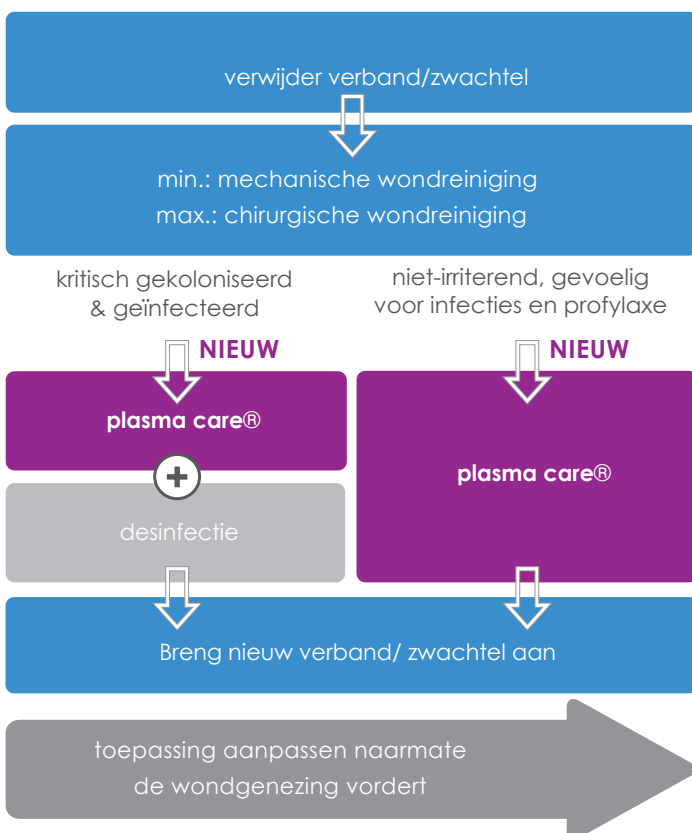 verwijder verband/zwachtel
min.: mechanische wondreiniging
max.: chirurgische wondreiniging
kritisch gekoloniseerd
& geïnfecteerd
NIEUW
plasma care®
+
desinfectie
niet-irriterend, gevoelig
voor infecties en profylaxe
NIEUW
plasma care®
Breng nieuw verband/ zwachtel aan
toepassing aanpassen naarmate
de wondgenezing vordert